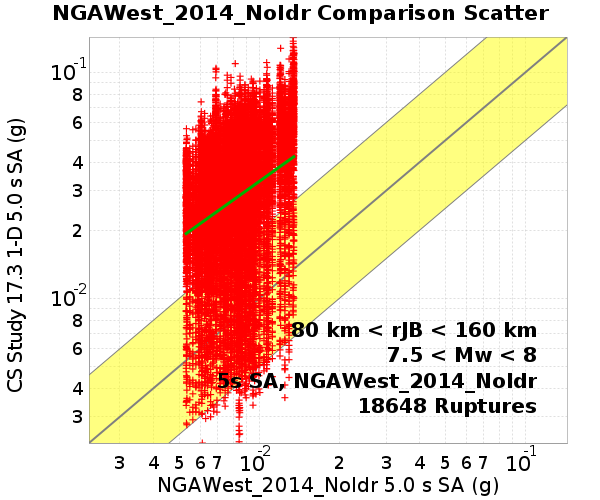 NGAWest_2014_NoIdr Comparison Scatter
CS Study 17.3 1-D 5.0 s SA (g)
10-1
8
6
4
3
2
10-2
8
6
4
3
80 km < rJB < 160 km
7.5 < Mw < 8
5s SA, NGAWest_2014_NoIdr
18648 Ruptures
3 4 5 6 7 10-2 2 3 4 5 6 7 10-1
NGAWest_2014_NoIdr 5.0 s SA (g)